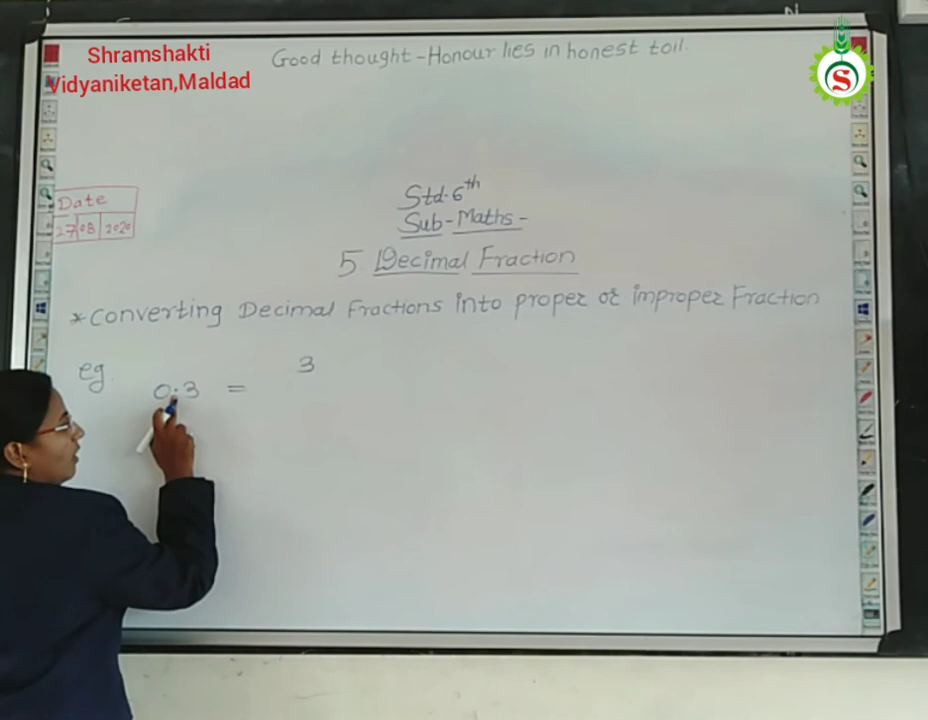 Shramshakti
Vidyaniketan,Maldad
Good thought - Honour lies in honest toil.
S
Date
27 08 2020
Std. 6th
Sub - Maths -
5. Decimal Fraction
* Converting Decimal Fractions into proper or improper Fraction
eg.
0.3 = 3